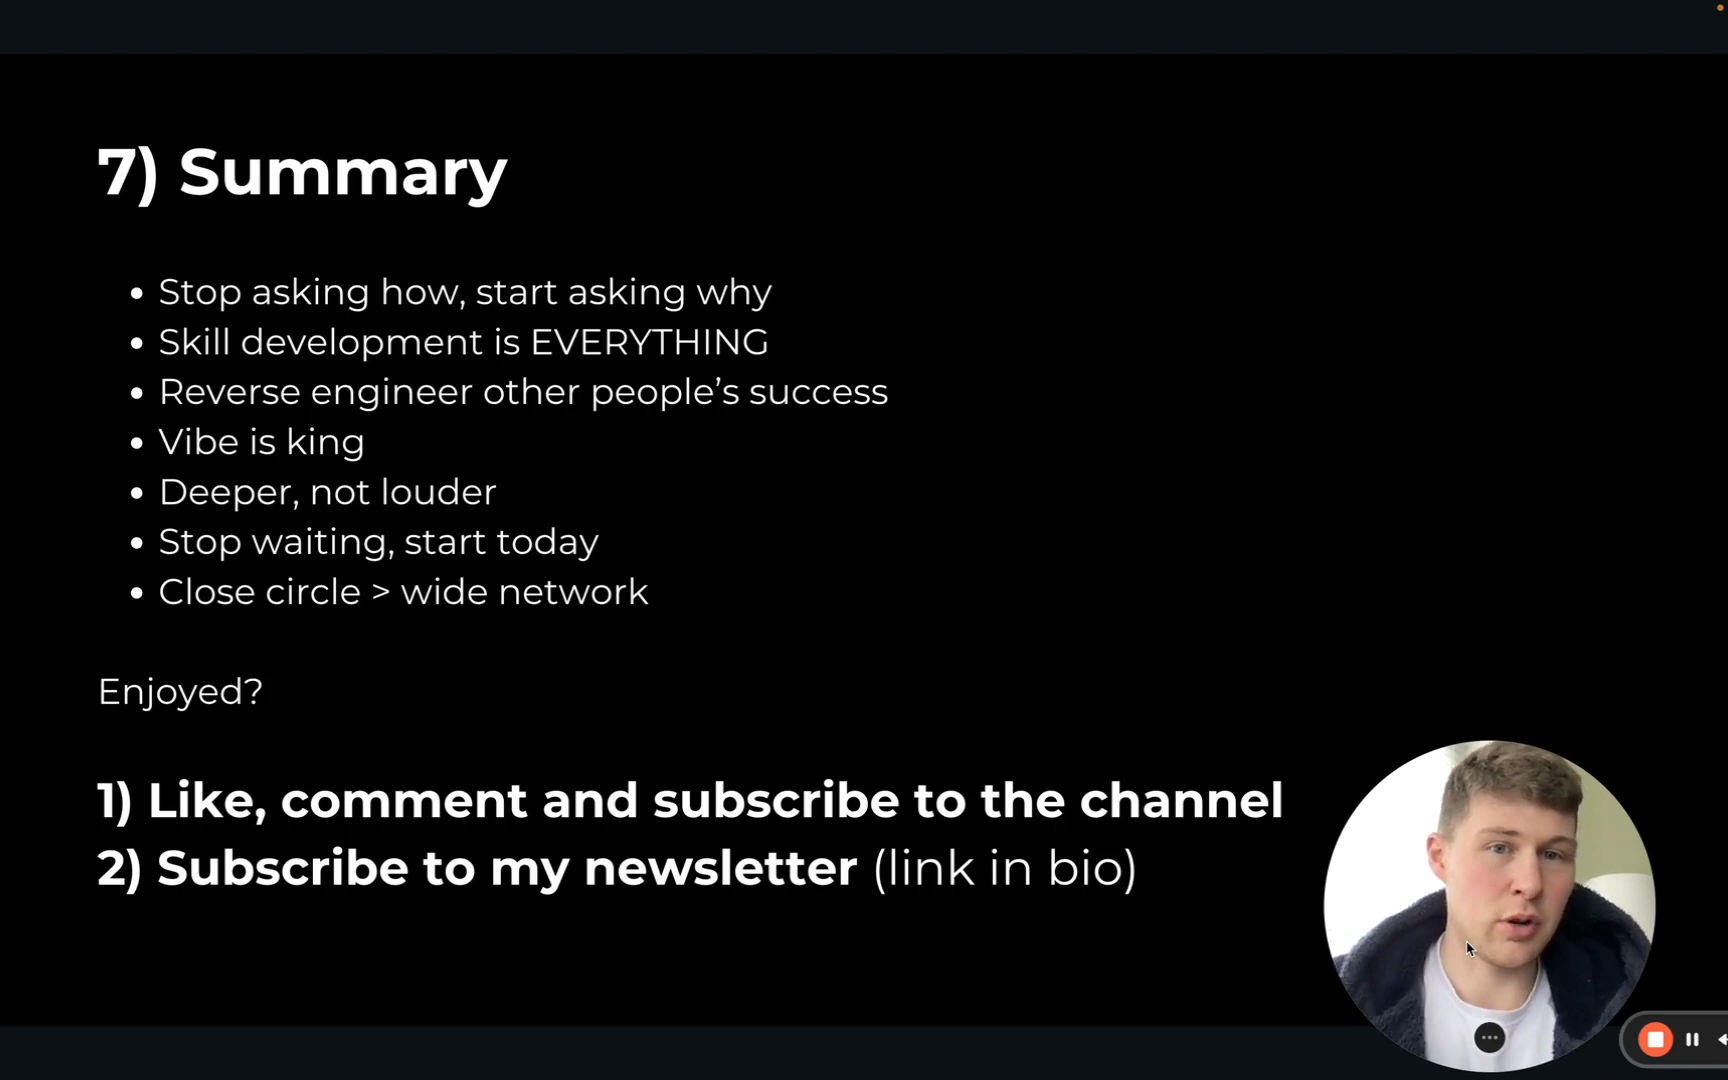 7) Summary
• Stop asking how, start asking why
• Skill development is EVERYTHING
• Reverse engineer other people’s success
• Vibe is king
• Deeper, not louder
• Stop waiting, start today
• Close circle > wide network
Enjoyed?
1) Like, comment and subscribe to the channel
2) Subscribe to my newsletter (link in bio)